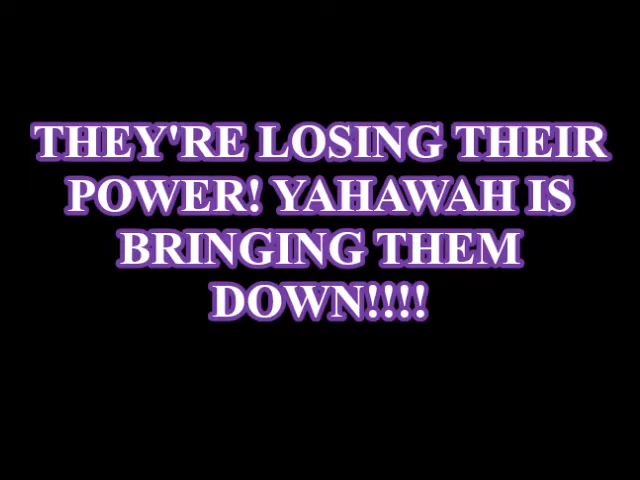 THEY'RE LOSING THEIR
POWER! YAHAWAH IS
BRINGING THEM
DOWN!!!!